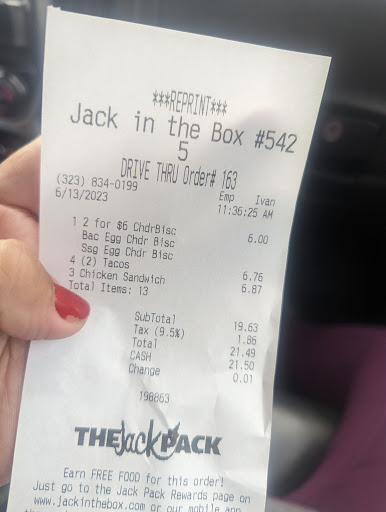 ***REPRINT***
Jack in the Box #542
5
DRIVE THRU Order# 163
(323) 834-0199 Emp Ivan
6/13/2023 11:36:25 AM
1 2 for $6 ChdrBisc 6.00
Bac Egg Chdr Bisc
Ssg Egg Chdr Bisc
4 (2) Tacos 6.76
3 Chicken Sandwich 6.87
Total Items: 13
SubTotal 19.63
Tax (9.5%) 1.86
Total 21.49
CASH 21.50
Change 0.01
196863
THE Jack PACK
Earn FREE FOOD for this order!
Just go to the Jack Pack Rewards page on
www.jackinthebox.com or our mobile app